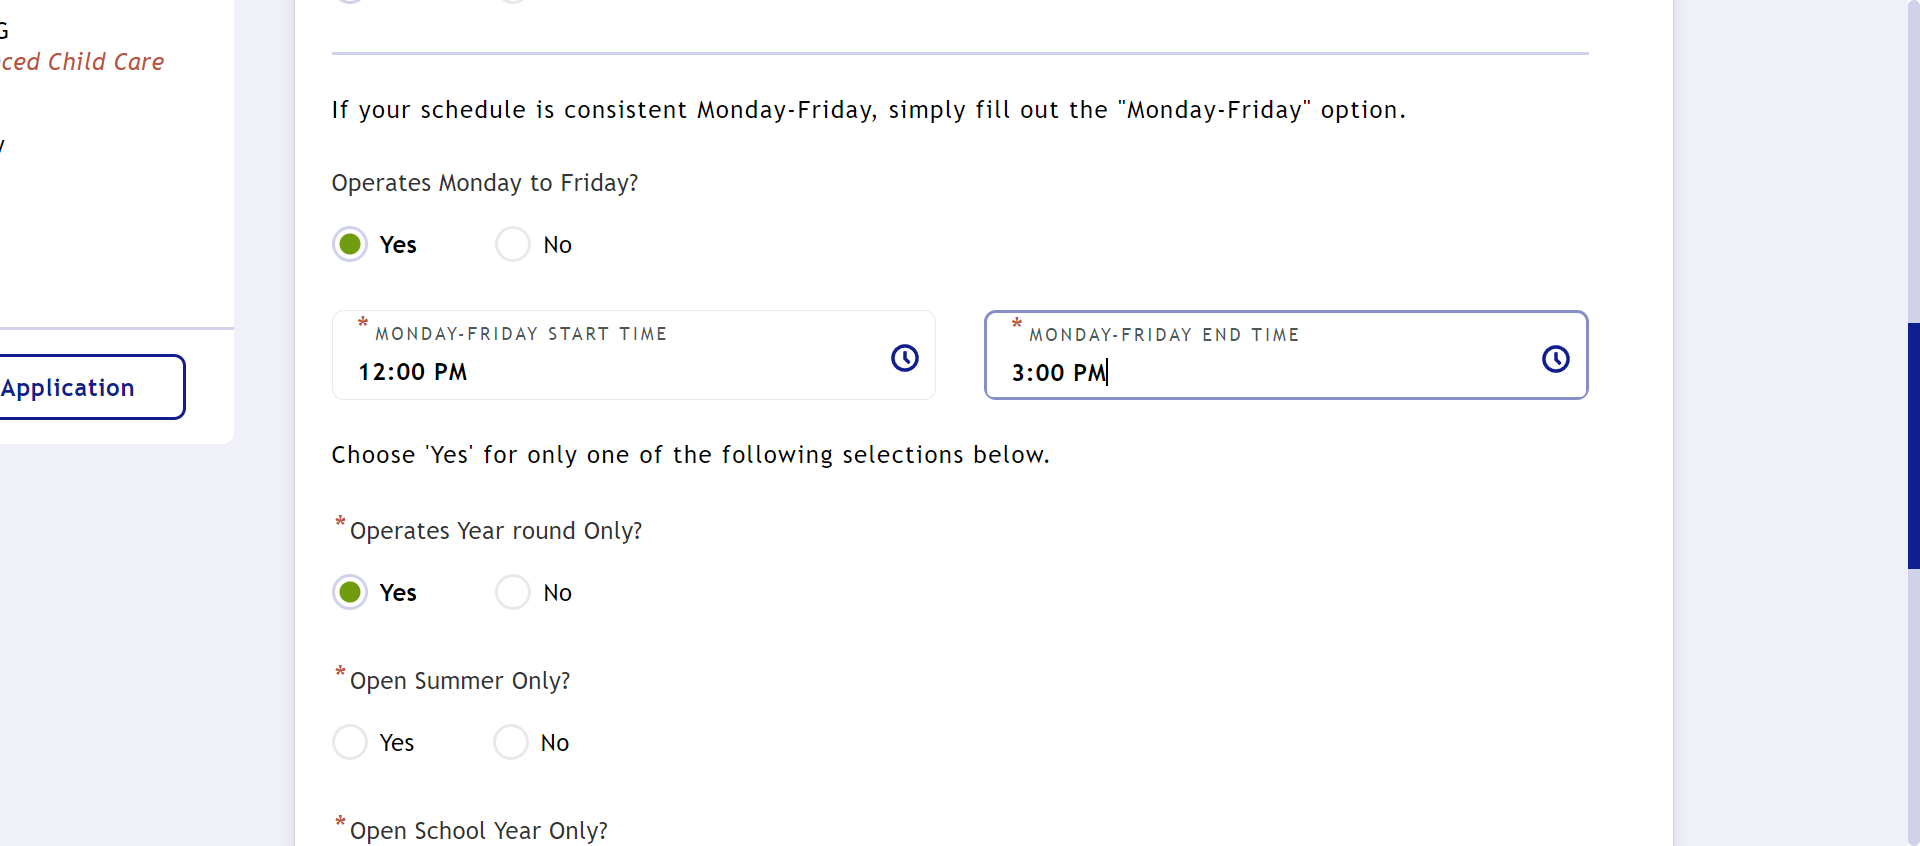 G
ced Child Care
y
Application
If your schedule is consistent Monday-Friday, simply fill out the "Monday-Friday" option.
Operates Monday to Friday?
Yes No
* MONDAY-FRIDAY START TIME
12:00 PM
* MONDAY-FRIDAY END TIME
3:00 PM
Choose 'Yes' for only one of the following selections below.
* Operates Year round Only?
Yes No
* Open Summer Only?
Yes No
* Open School Year Only?